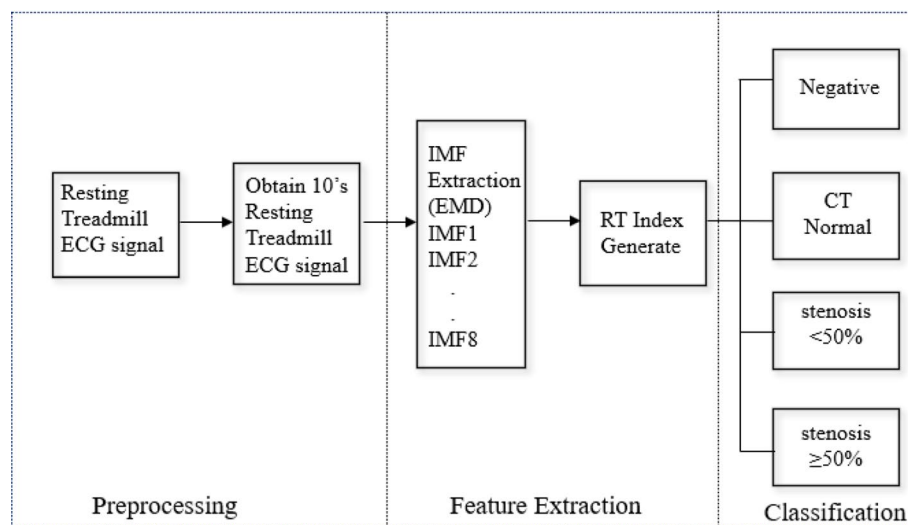 Resting
Treadmill
ECG signal
Obtain 10's
Resting
Treadmill
ECG signal
IMF
Extraction
(EMD)
IMF1
IMF2
.
.
IMF8
RT Index
Generate
Negative
CT
Normal
stenosis
<50%
stenosis
≥50%
Preprocessing
Feature Extraction
Classification